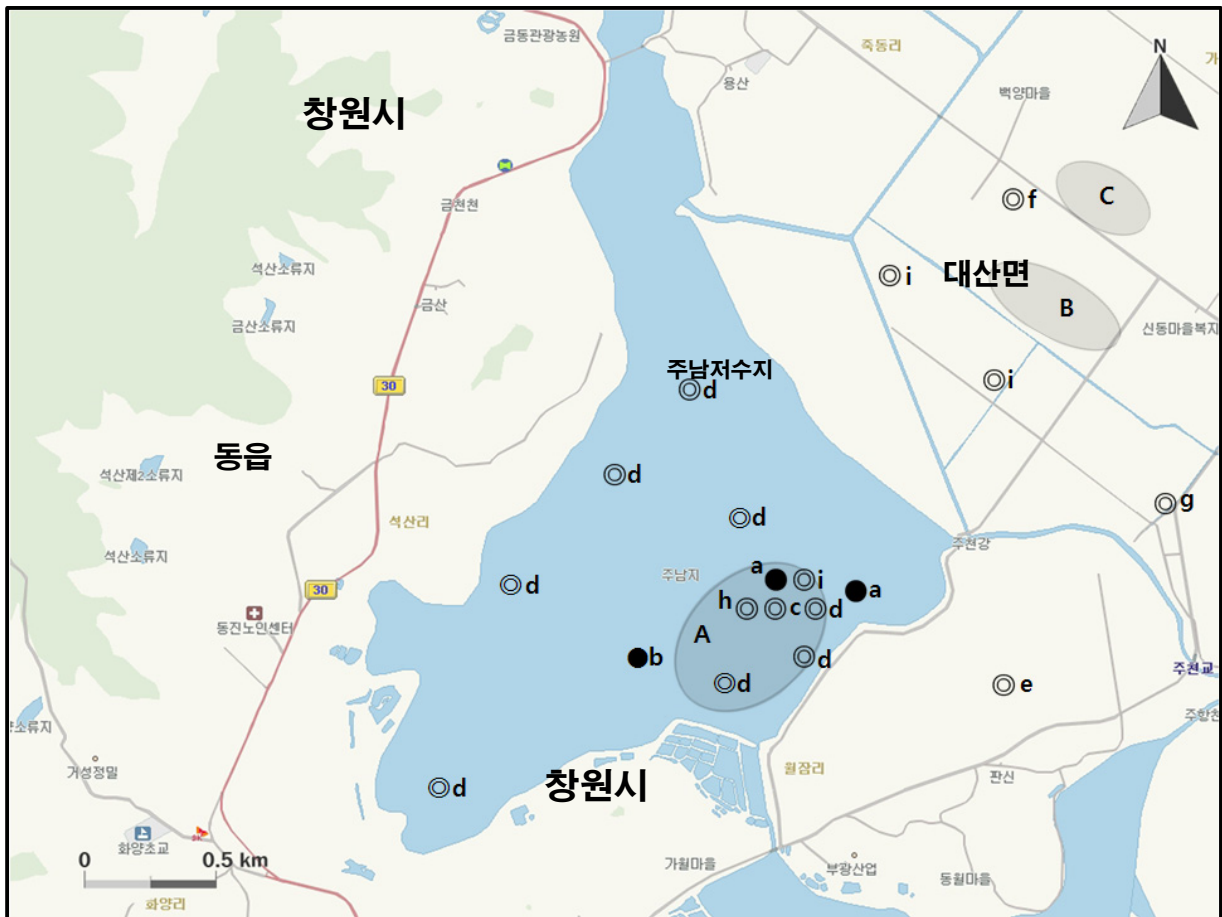 금동관광농원
죽동리
가
N
용산
백양마을
창원시
f
C
금천천
석산소류지
i
대산면
금산
B
금산소류지
신동마을복지
주남저수지
30
d
i
동읍
석산제2소류지
d
g
석산리
d
주천강
석산소류지
주남지
a
i
a
30
d
h
c
d
동진노인센터
A
b
d
주천교
d
e
소류지
주항천
거성정밀
월잠리
창원시
판신
d
화양초교
0
0.5 km
가월마을
부광산업
동월마을
화양리